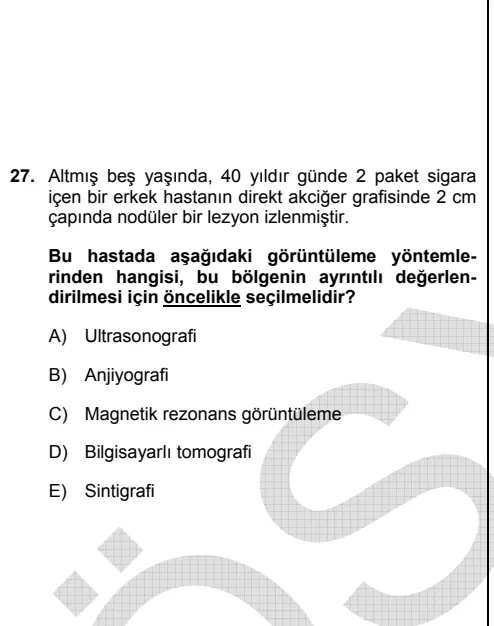 27. Altmış beş yaşında, 40 yıldır günde 2 paket sigara
içen bir erkek hastanın direkt akciğer grafisinde 2 cm
çapında nodüler bir lezyon izlenmiştir.
Bu hastada aşağıdaki görüntüleme yöntemle-
rinden hangisi, bu bölgenin ayrıntılı değerlen-
dirilmesi için öncelikle seçilmelidir?
A) Ultrasonografi
B) Anjiyografi
C) Magnetik rezonans görüntüleme
D) Bilgisayarlı tomografi
E) Sintigrafi